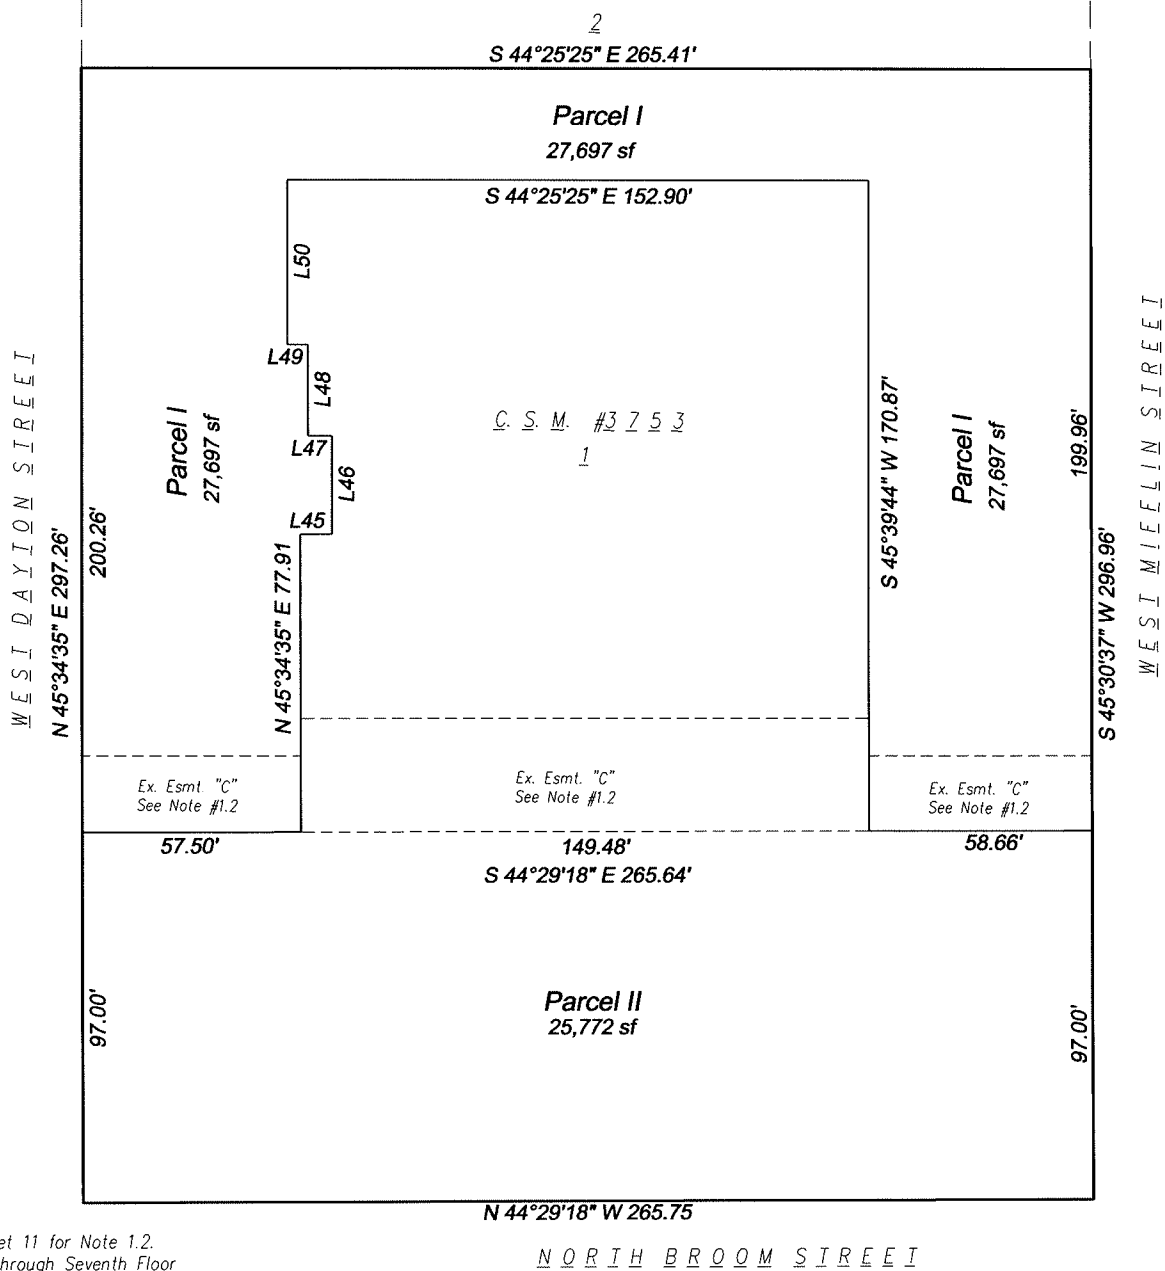 2
S 44°25'25" E 265.41'
Parcel I
27,697 sf
S 44°25'25" E 152.90'
L50
L49
L48
L47
L46
L45
C. S. M. #3753
1
WEST DAYTON STREET
N 45°34'35" E 297.26'
200.26'
Parcel I
27,697 sf
N 45°34'35" E 77.91
S 45°39'44" W 170.87'
Parcel I
27,697 sf
199.96'
S 45°30'37" W 296.96'
WEST MIFFLIN STREET
Ex. Esmt. "C"
See Note #1.2
Ex. Esmt. "C"
See Note #1.2
Ex. Esmt. "C"
See Note #1.2
57.50'
149.48'
58.66'
S 44°29'18" E 265.64'
97.00'
Parcel II
25,772 sf
97.00'
N 44°29'18" W 265.75
et 11 for Note 1.2.
hrough Seventh Floor
NORTH BROOM STREET